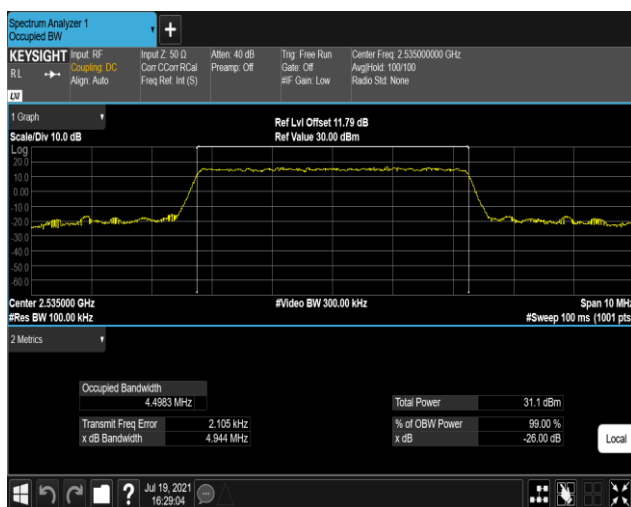 Spectrum Analyzer 1
Occupied BW
+
KEYSIGHT Input: RF Input Z: 50 Ω Atten: 40 dB Trig: Free Run Center Freq: 2.535000000 GHz
RL Coupling: DC Corr CCorr RCal Preamp: Off Gate: Off Avg|Hold: 100/100
Align: Auto Freq Ref: Int (S) #IF Gain: Low Radio Std: None
LXI
1 Graph
Ref Lvl Offset 11.79 dB
Scale/Div 10.0 dB Ref Value 30.00 dBm
Log
20.0
10.0
0.00
-10.0
-20.0
-30.0
-40.0
-50.0
-60.0
Center 2.535000 GHz #Video BW 300.00 kHz Span 10 MHz
#Res BW 100.00 kHz #Sweep 100 ms (1001 pts
2 Metrics
Occupied Bandwidth
4.4983 MHz Total Power 31.1 dBm
Transmit Freq Error 2.105 kHz % of OBW Power 99.00 %
x dB Bandwidth 4.944 MHz x dB -26.00 dB
Local
? Jul 19, 2021
16:29:04